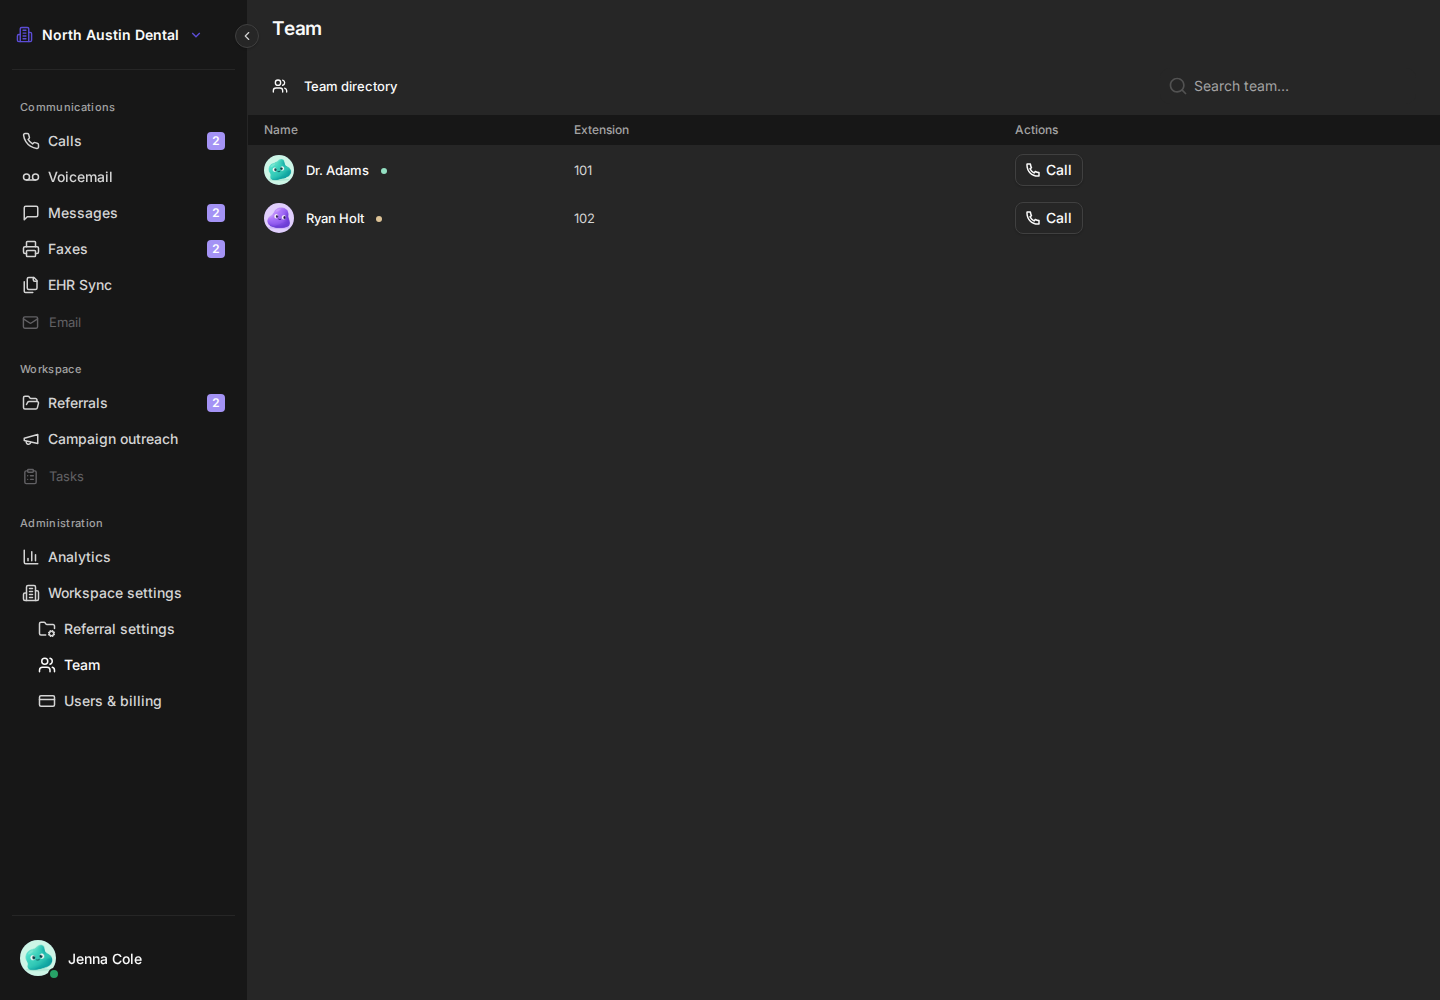 North Austin Dental
Communications
Calls 2
Voicemail
Messages 2
Faxes 2
EHR Sync
Email
Workspace
Referrals 2
Campaign outreach
Tasks
Administration
Analytics
Workspace settings
Referral settings
Team
Users & billing
Jenna Cole
Team
Team directory
Search team...
Name Extension Actions
Dr. Adams 101 Call
Ryan Holt 102 Call